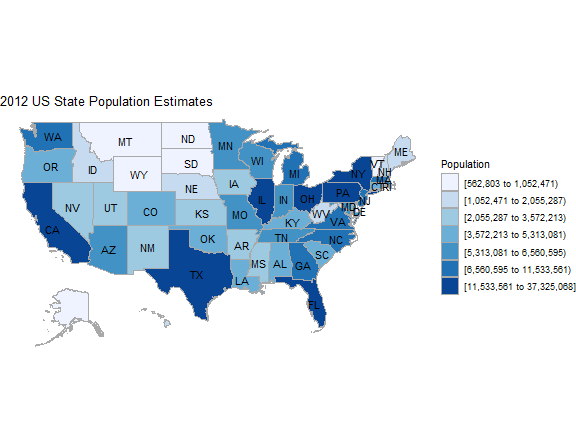 2012 US State Population Estimates
WA
MT
ND
MN
ME
VT
NH
OR
ID
SD
WI
MI
NY
MA
CT
RI
WY
IA
NE
PA
NJ
NV
UT
CO
IL
IN
OH
MD
DE
WV
CA
KS
MO
KY
VA
AZ
NM
OK
AR
TN
NC
SC
TX
MS
AL
GA
LA
FL
Population
[562,803 to 1,052,471)
[1,052,471 to 2,055,287)
[2,055,287 to 3,572,213)
[3,572,213 to 5,313,081)
[5,313,081 to 6,560,595)
[6,560,595 to 11,533,561)
[11,533,561 to 37,325,068]